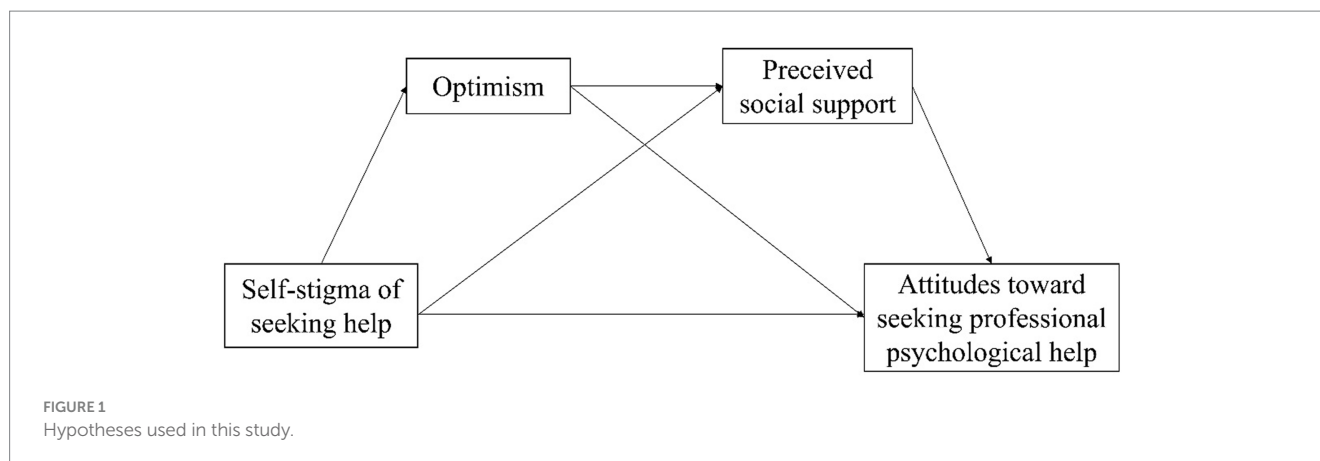 Optimism
Preceived
social support
Self-stigma of
seeking help
Attitudes toward
seeking professional
psychological help
FIGURE 1
Hypotheses used in this study.